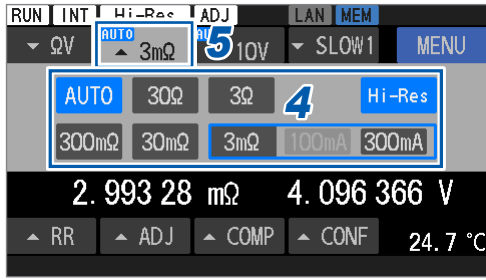 RUN INT Hi-Res ADJ LAN MEM
ΩV AUTO 3mΩ 5 AU 10V SLOW1 MENU
AUTO 30Ω 3Ω 4 Hi-Res
300mΩ 30mΩ 3mΩ 100mA 300mA
2.993 28 mΩ 4.096 366 V
RR ADJ COMP CONF 24.7 °C